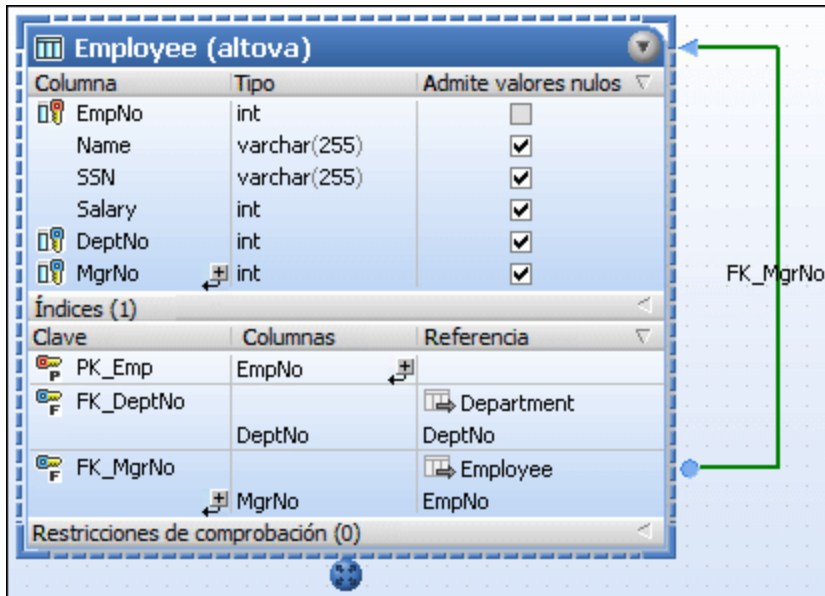 Employee (altova)
Columna Tipo Admite valores nulos
EmpNo int
Name varchar(255)
SSN varchar(255)
Salary int
DeptNo int
MgrNo int
FK_MgrNo
Índices (1)
Clave Columnas Referencia
PK_Emp EmpNo
FK_DeptNo Department
DeptNo DeptNo
FK_MgrNo Employee
MgrNo EmpNo
Restricciones de comprobación (0)